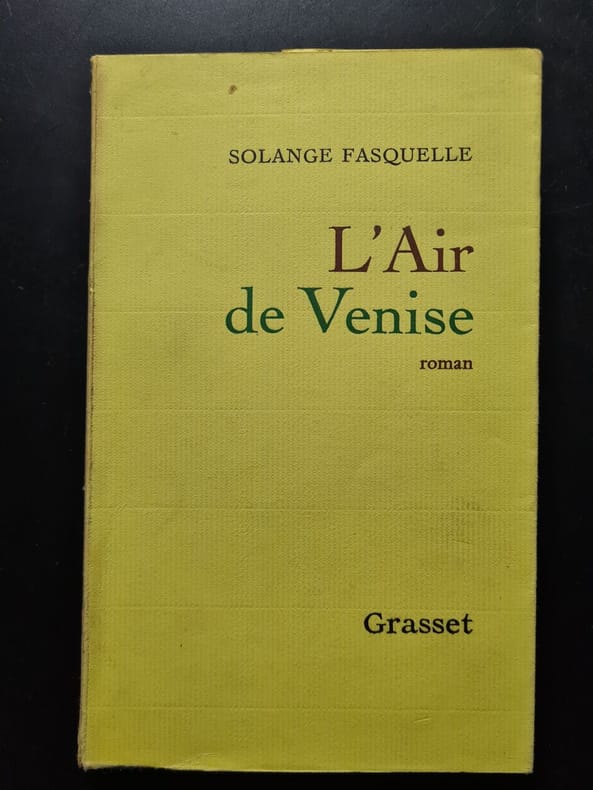 SOLANGE FASQUELLE
L'Air
de Venise
roman
Grasset